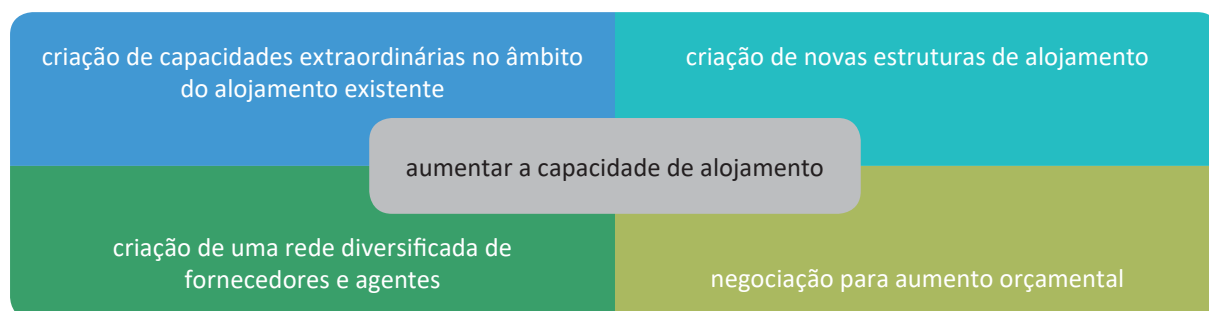 criação de capacidades extraordinárias no âmbito
do alojamento existente
criação de novas estruturas de alojamento
aumentar a capacidade de alojamento
criação de uma rede diversificada de
fornecedores e agentes
negociação para aumento orçamental